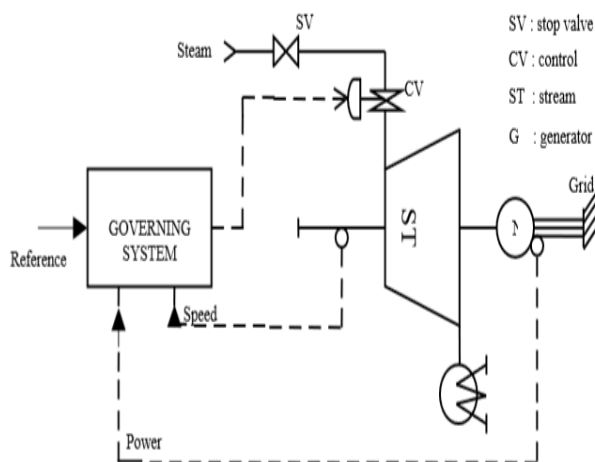 SV
SV : stop valve
Steam
CV : control
CV
ST : stream
G : generator
Grid
GOVERNING
SYSTEM
ST
Reference
Speed
Power